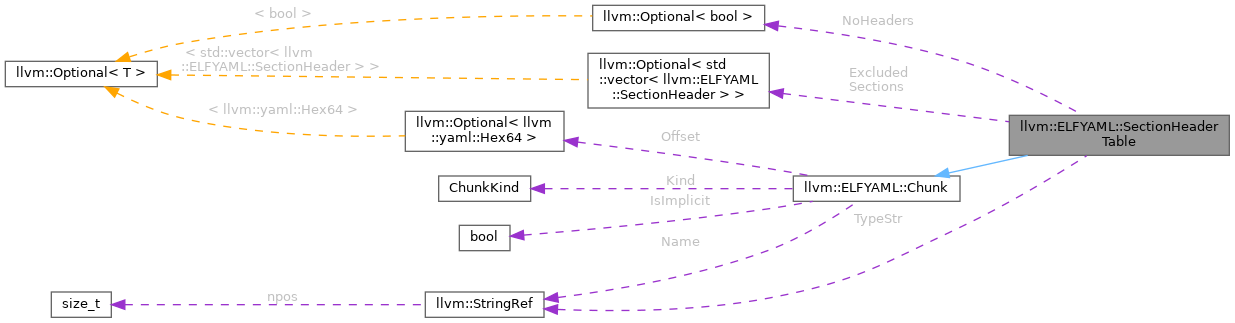 < bool >
llvm::Optional< bool >
NoHeaders
llvm::Optional< T >
< std::vector< llvm
::ELFYAML::SectionHeader > >
llvm::Optional< std
::vector< llvm::ELFYAML
::SectionHeader > >
Excluded
Sections
< llvm::yaml::Hex64 >
llvm::Optional< llvm
::yaml::Hex64 >
Offset
llvm::ELFYAML::SectionHeader
Table
ChunkKind
Kind
llvm::ELFYAML::Chunk
IsImplicit
bool
Name
TypeStr
size_t
npos
llvm::StringRef